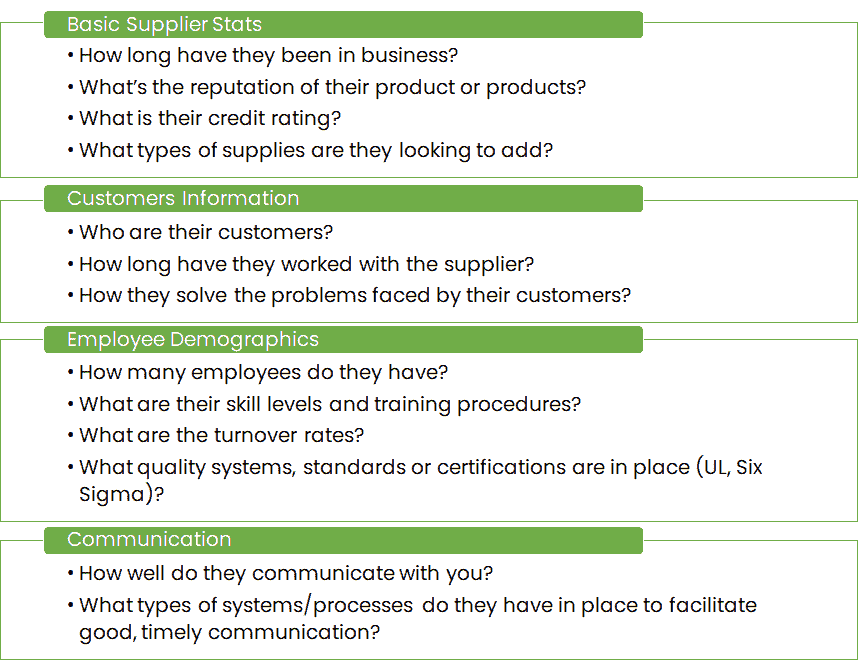 Basic Supplier Stats
• How long have they been in business?
• What's the reputation of their product or products?
• What is their credit rating?
• What types of supplies are they looking to add?
Customers Information
• Who are their customers?
• How long have they worked with the supplier?
• How they solve the problems faced by their customers?
Employee Demographics
• How many employees do they have?
• What are their skill levels and training procedures?
• What are the turnover rates?
• What quality systems, standards or certifications are in place (UL, Six
Sigma)?
Communication
• How well do they communicate with you?
• What types of systems/processes do they have in place to facilitate
good, timely communication?